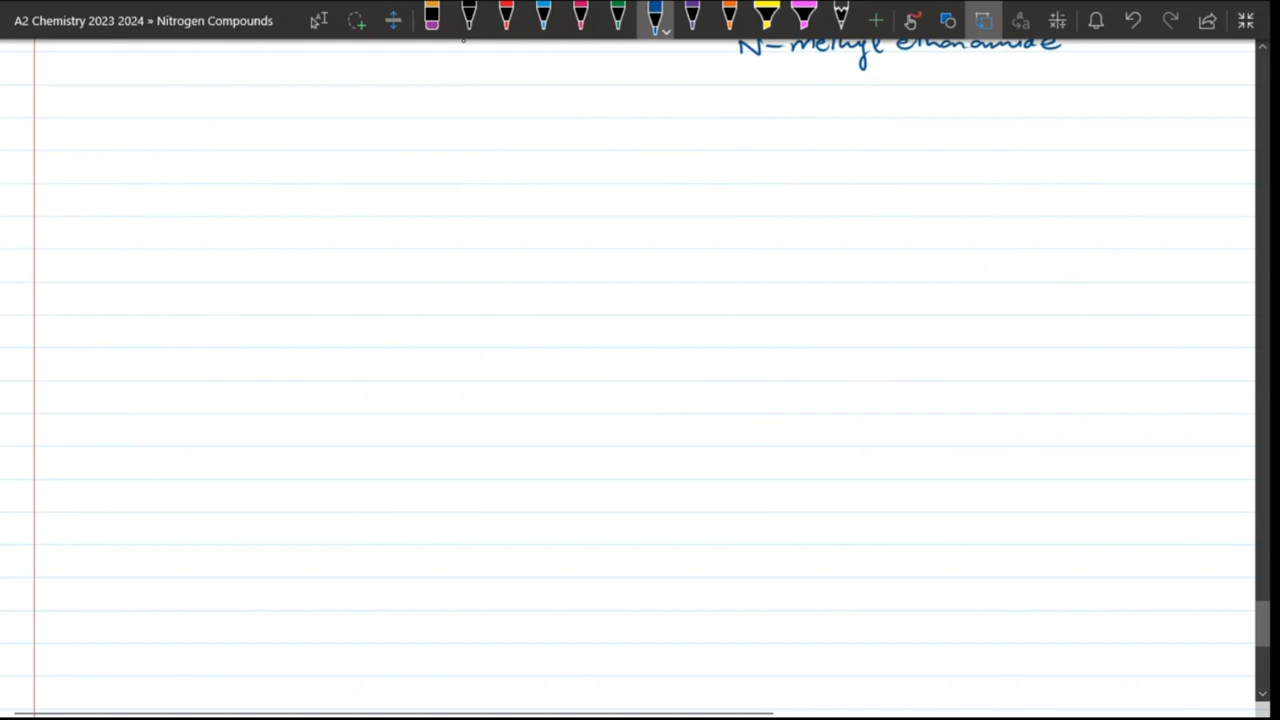 A2 Chemistry 2023 2024 » Nitrogen Compounds
N-methyl ethanamide